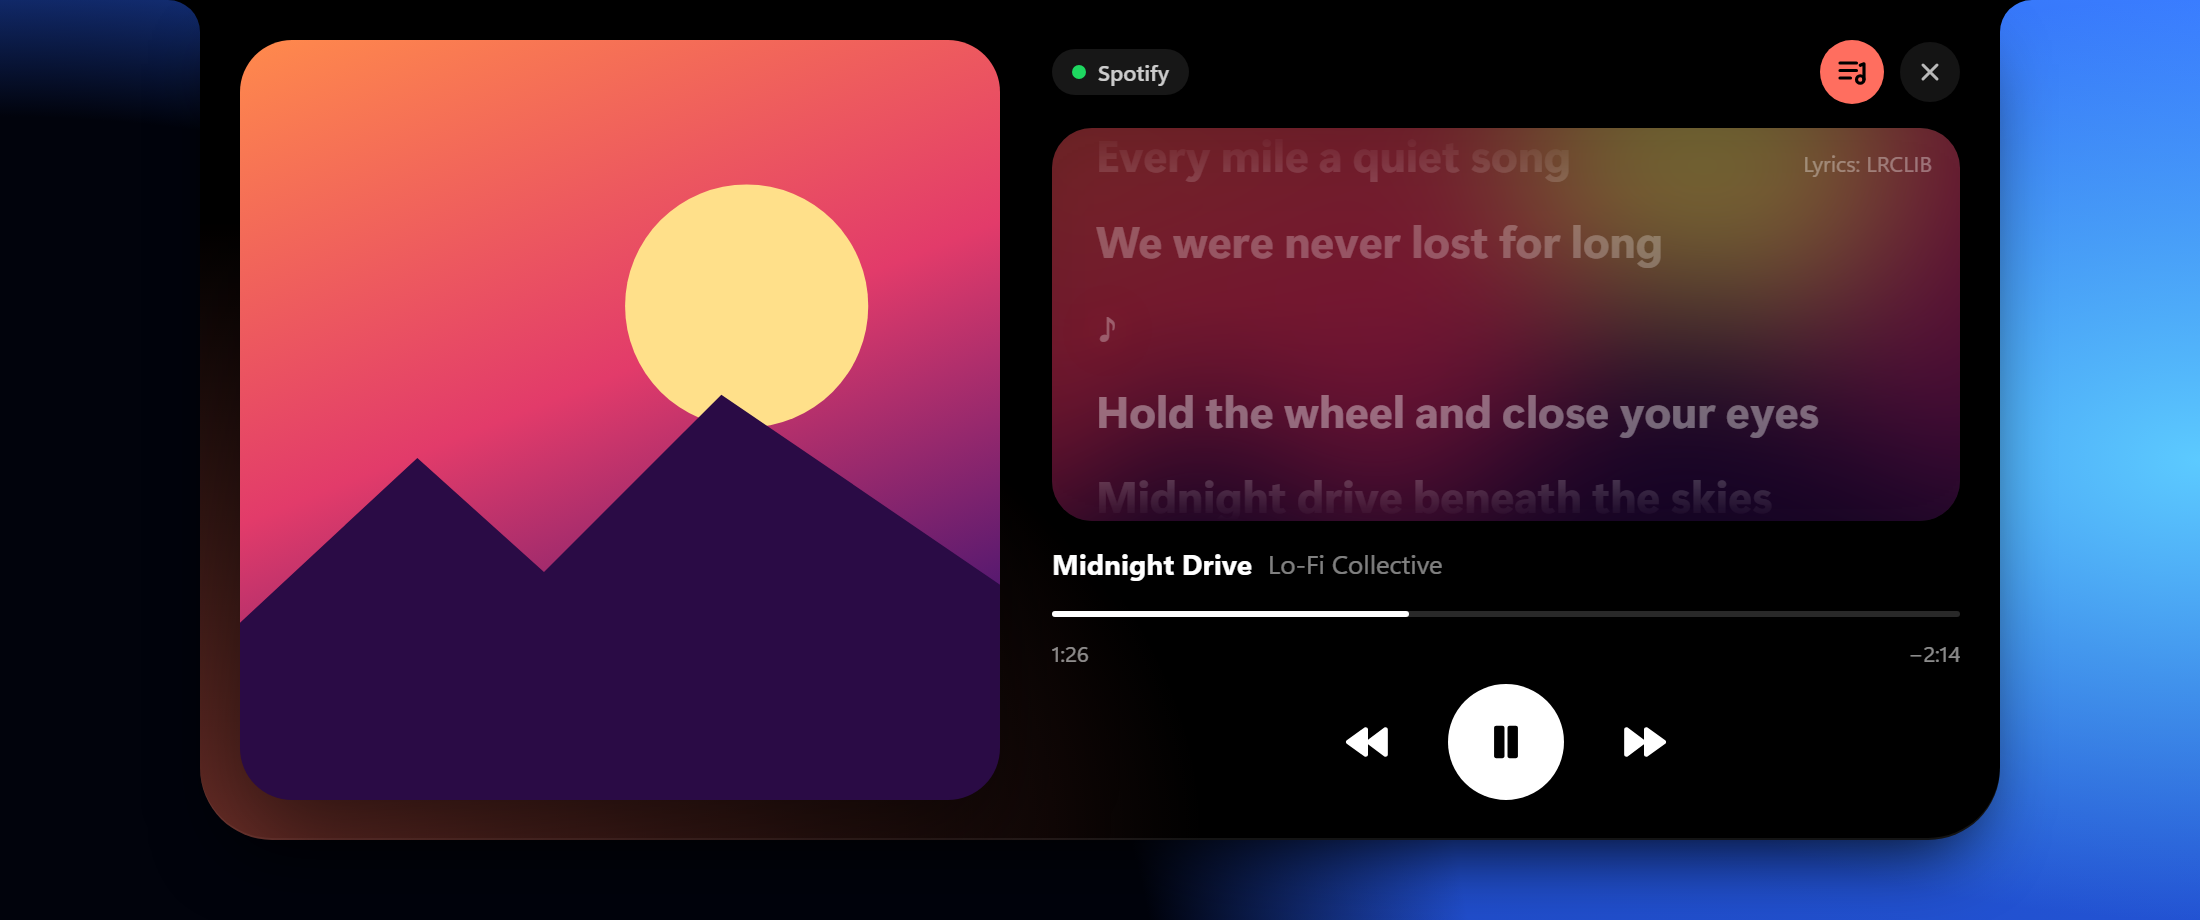 Spotify
Every mile a quiet song
Lyrics: LRCLIB
We were never lost for long
♪
Hold the wheel and close your eyes
Midnight drive beneath the skies
Midnight Drive Lo-Fi Collective
1:26
−2:14